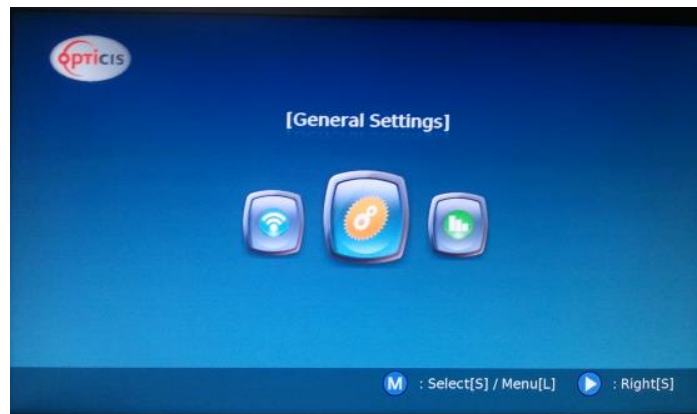 OPTICIS
[General Settings]
M : Select[S] / Menu[L] : Right[S]